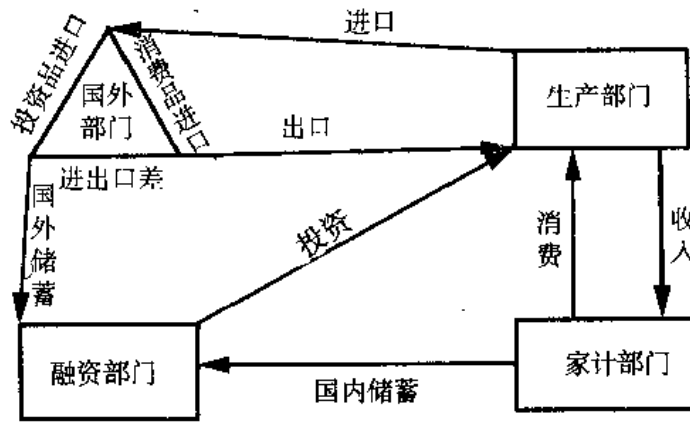 进口
投资品进口
消费品进口
国外
部门
生产部门
出口
进出口差
国外储蓄
投资
消费
收入
融资部门
国内储蓄
家计部门